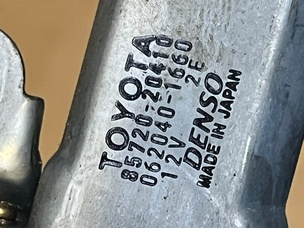 TOYOTA
85720-20410
062040-1660
12V 2E
DENSO
MADE IN JAPAN